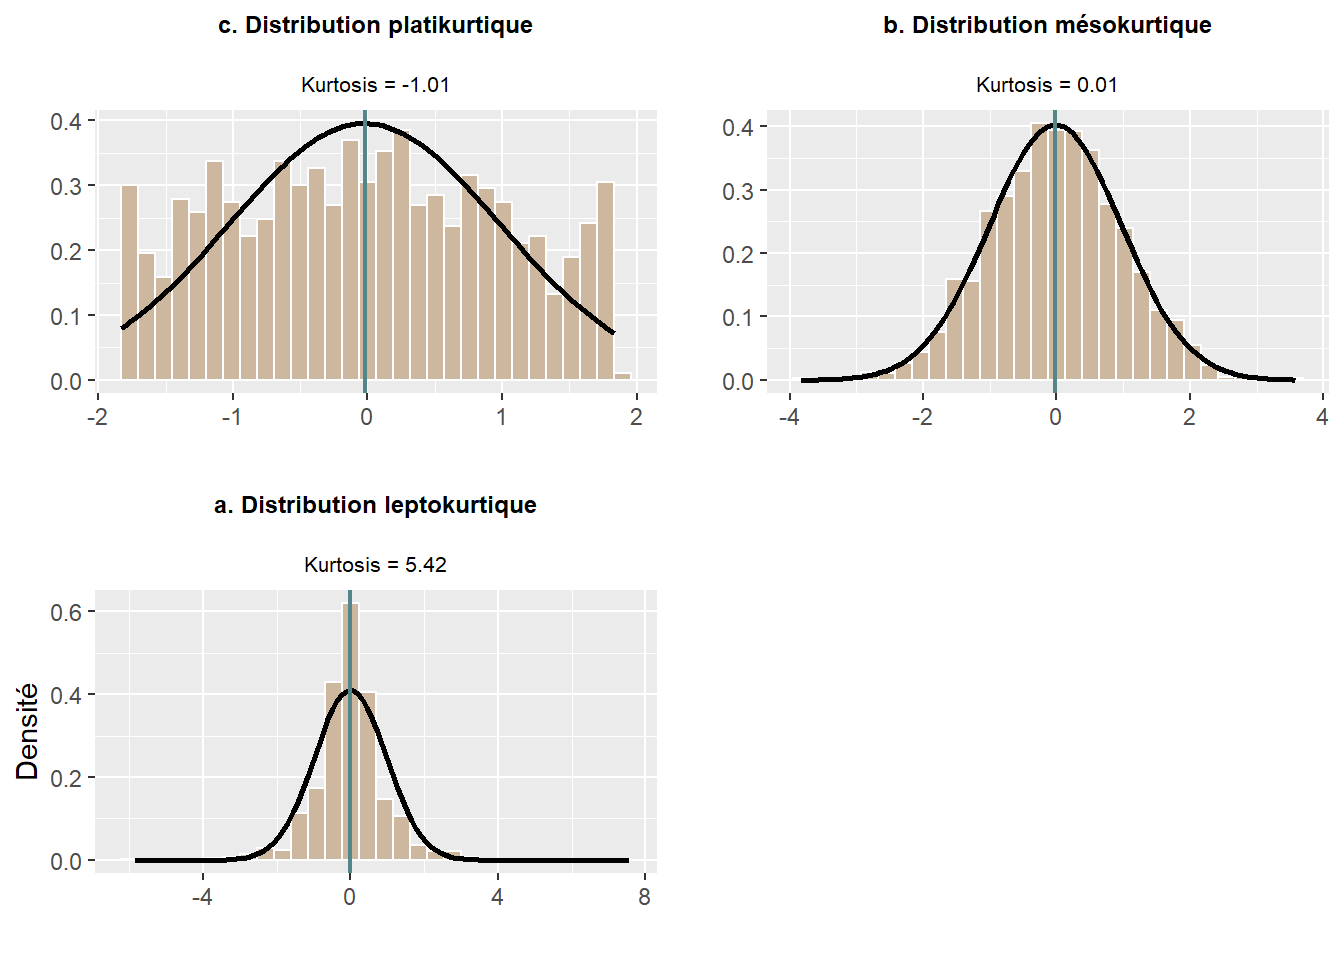 c. Distribution platikurtique
Kurtosis = -1.01
0.4
0.3
0.2
0.1
0.0
-2 -1 0 1 2
b. Distribution mésokurtique
Kurtosis = 0.01
0.4
0.3
0.2
0.1
0.0
-4 -2 0 2 4
a. Distribution leptokurtique
Kurtosis = 5.42
Densité
0.6
0.4
0.2
0.0
-4 0 4 8